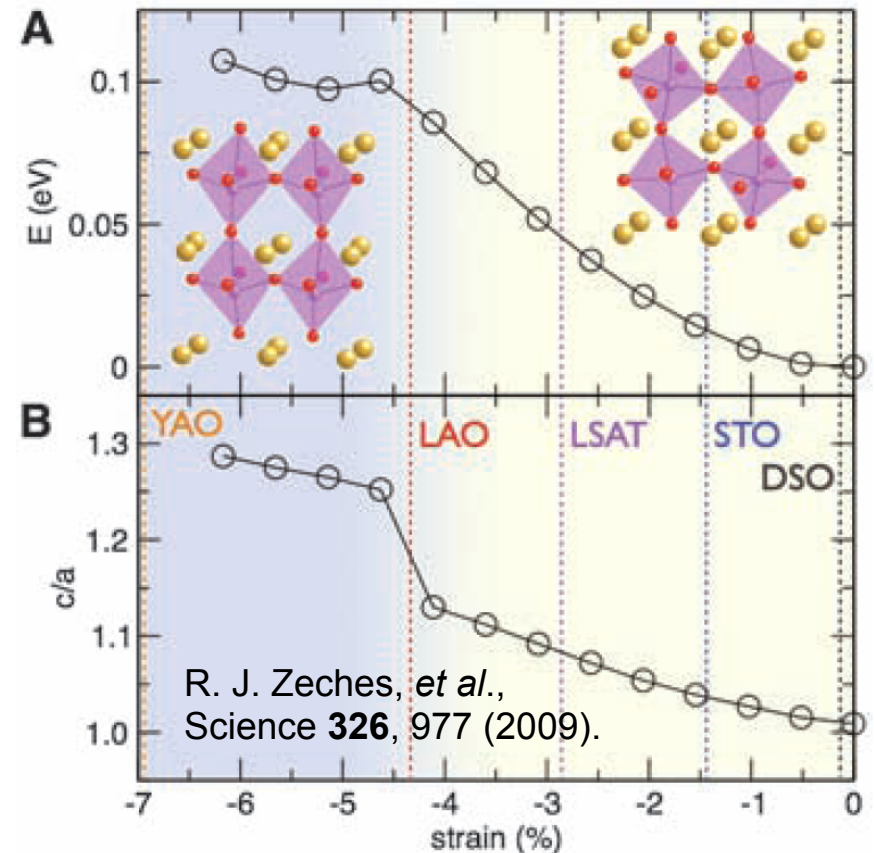 A
0.1
0.05
0
E (eV)
B
YAO
LAO
LSAT
STO
DSO
1.3
1.2
1.1
1.0
c/a
R. J. Zeches, et al.,
Science 326, 977 (2009).
-7 -6 -5 -4 -3 -2 -1 0
strain (%)